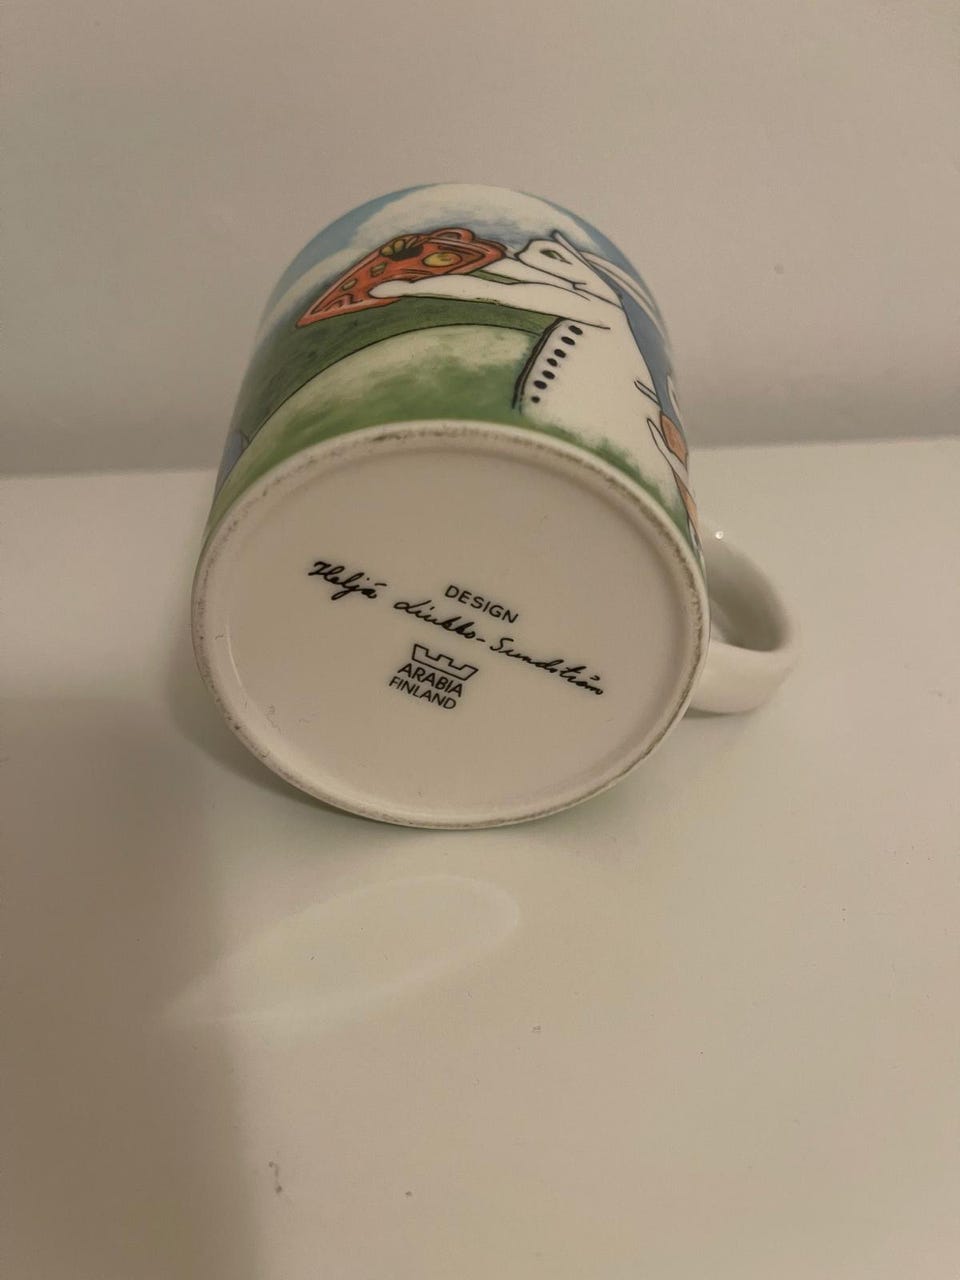 DESIGN
Heljä Liukko-Sundström
ARABIA
FINLAND